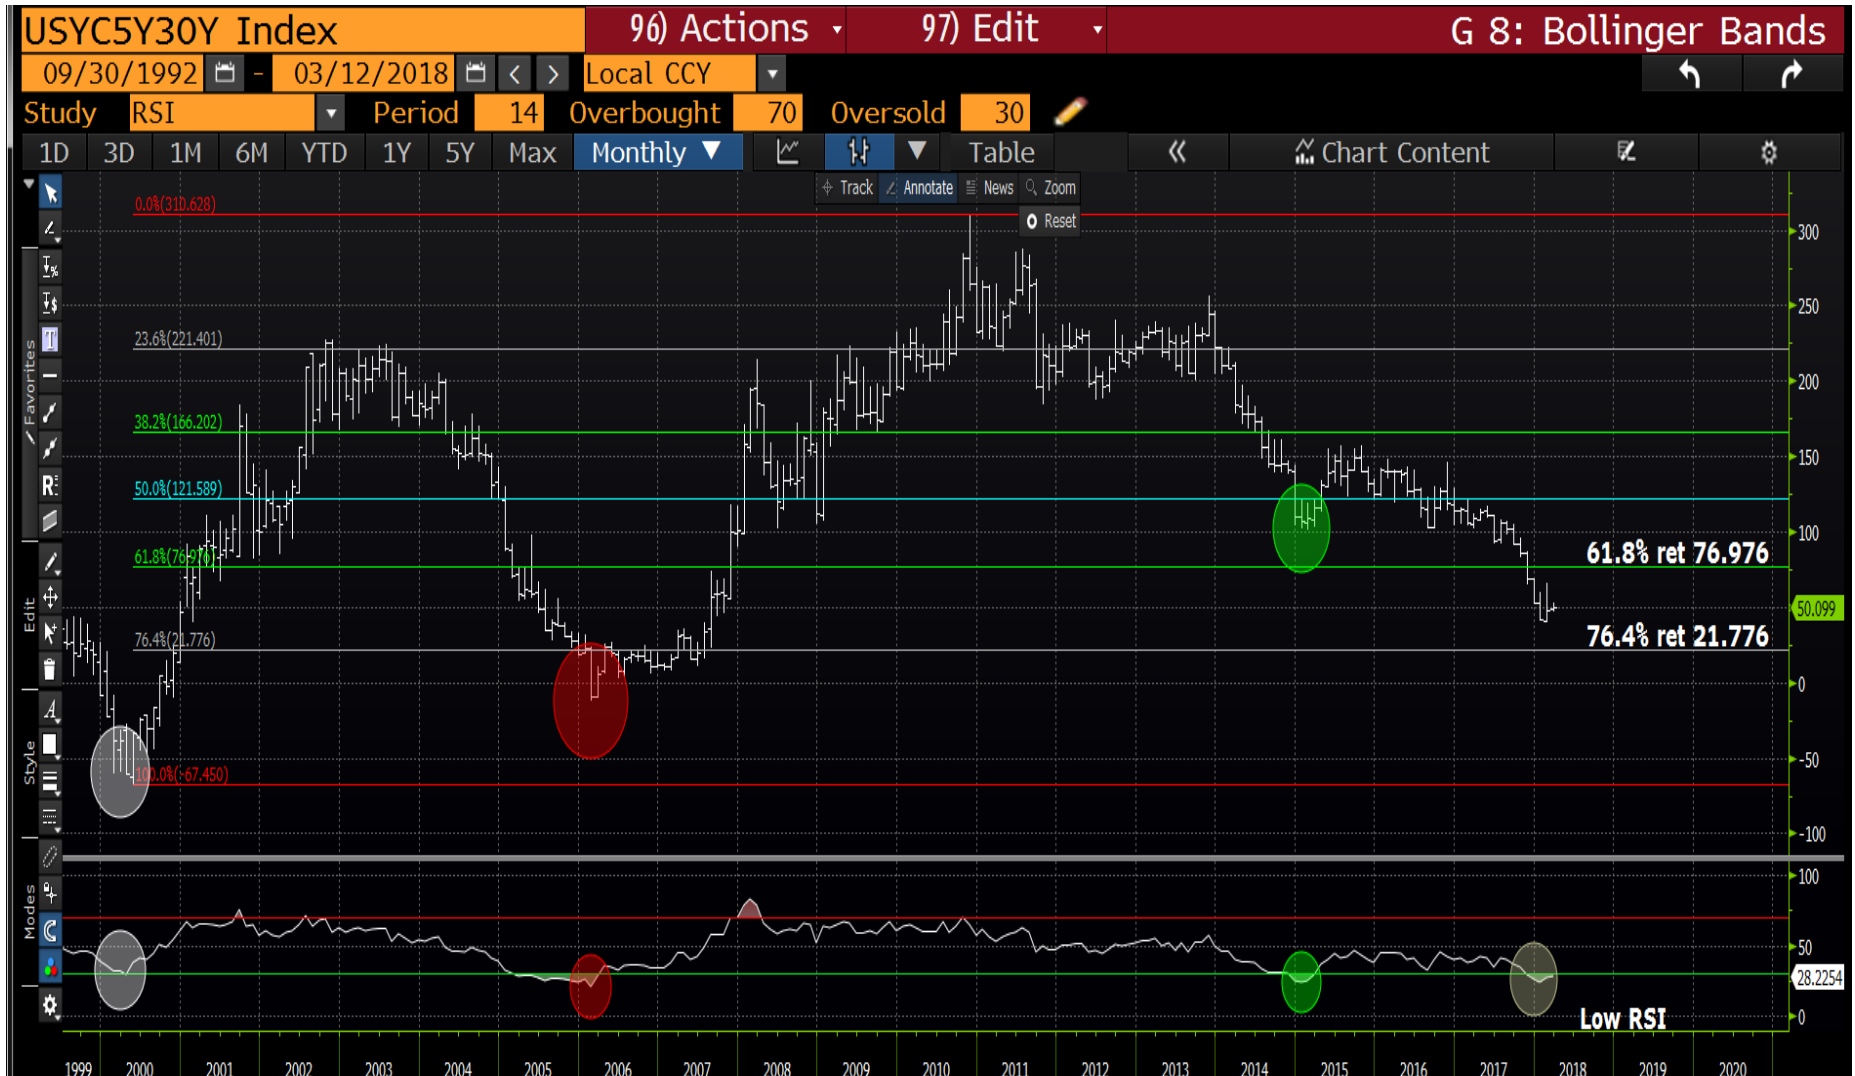 USYC5Y30Y Index 96) Actions 97) Edit G 8: Bollinger Bands
09/30/1992 - 03/12/2018 Local CCY
Study RSI Period 14 Overbought 70 Oversold 30
1D 3D 1M 6M YTD 1Y 5Y Max Monthly Table Chart Content
Track Annotate News Zoom
Reset
0.0%(310.628)
23.6%(221.401)
38.2%(166.202)
50.0%(121.589)
61.8%(76.976)
76.4%(21.776)
100.0%(-67.450)
61.8% ret 76.976
76.4% ret 21.776
300
250
200
150
100
50.099
0
-50
-100
100
50
28.2254
0
Low RSI
Favorites
Edit
Style
Modes
1999 2000 2001 2002 2003 2004 2005 2006 2007 2008 2009 2010 2011 2012 2013 2014 2015 2016 2017 2018 2019 2020